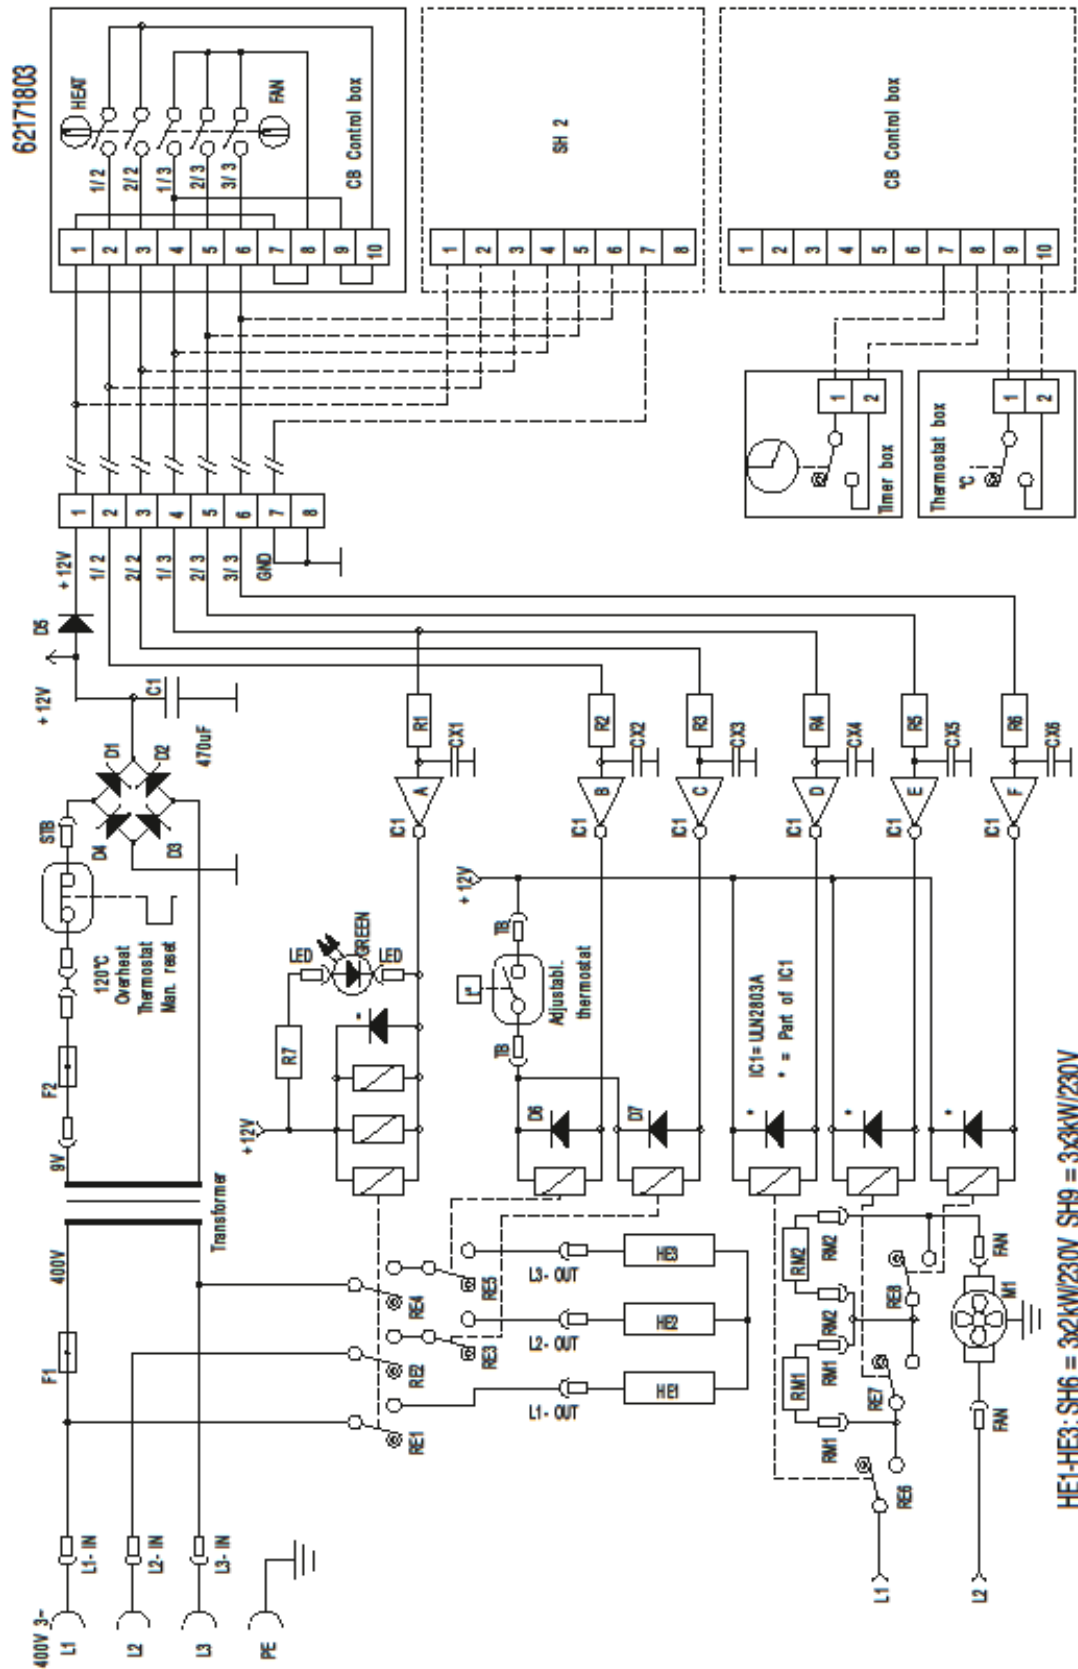 62171803
HEAT
FAN
1/2
2/2
1/3
2/3
3/3
CB Control box
1
2
3
4
5
6
7
8
9
10
SH 2
1
2
3
4
5
6
7
8
CB Control box
1
2
3
4
5
6
7
8
9
10
Timer box
1
2
Thermostat box
°C
1
2
1
2
3
4
5
6
7
8
+12V
1/2
2/2
1/3
2/3
3/3
GND
D5
+12V
C1
470uF
D1
D2
D3
D4
STB
120°C
Overheat
Thermostat
Man. reset
F2
9V
Transformer
400V
F1
R1
R2
R3
R4
R5
R6
CX1
CX2
CX3
CX4
CX5
CX6
A
B
C
D
E
F
IC1
IC1
IC1
IC1
IC1
IC1
+12V
LED
GREEN
LED
R7
*
+12V
TB
TB
t°
Adjustabl.
thermostat
D6
D7
IC1=ULN2803A
* = Part of IC1
*
*
*
RE1
RE2
RE3
RE4
RE5
L1-OUT
L2-OUT
L3-OUT
HE1
HE2
HE3
RM1
RM1
RM1
RM2
RM2
RM2
RE6
RE7
RE8
FAN
M1
FAN
L1
L2
400V 3~
L1
L2
L3
PE
L1-IN
L2-IN
L3-IN
HE1-HE3: SH6 = 3x2kW/230V SH9 = 3x3kW/230V